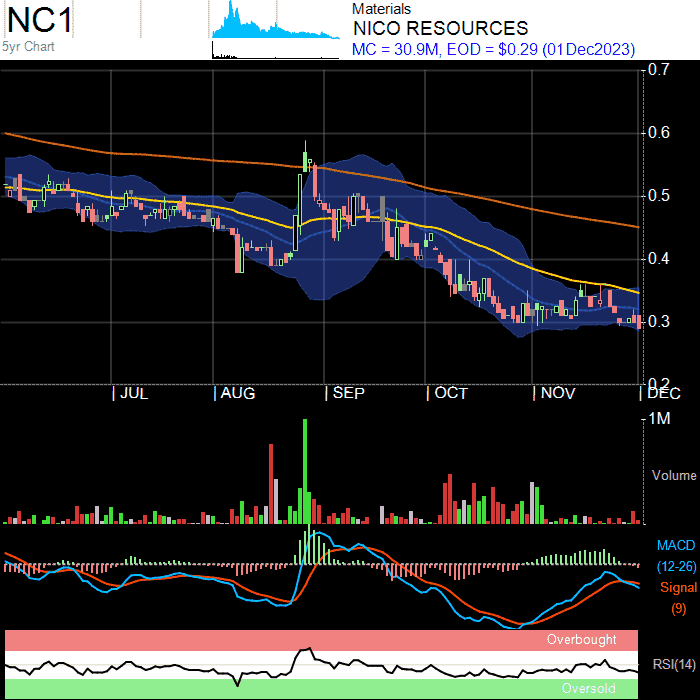 NC1
5yr Chart
Materials
NICO RESOURCES
MC = 30.9M, EOD = $0.29 (01Dec2023)
0.7
0.6
0.5
0.4
0.3
0.2
JUL AUG SEP OCT NOV DEC
1M
Volume
MACD
(12-26)
Signal
(9)
Overbought
RSI(14)
Oversold